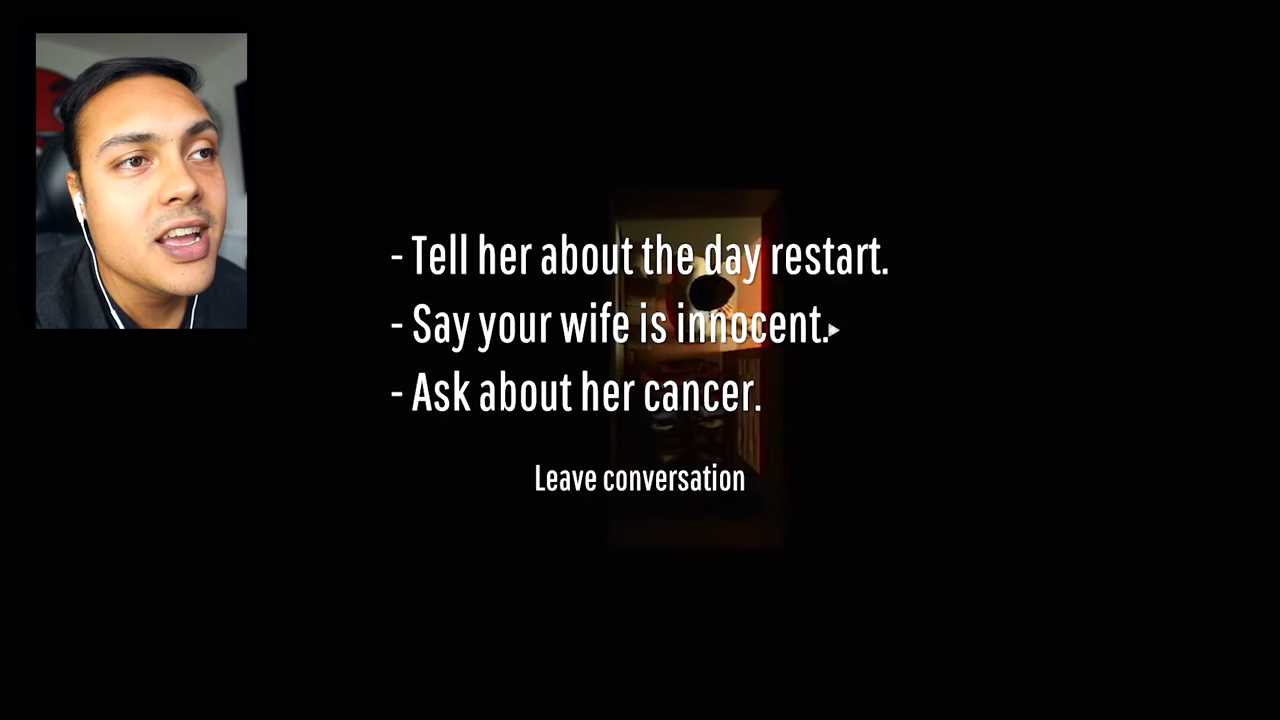 - Tell her about the day restart.
- Say your wife is innocent.
- Ask about her cancer.
Leave conversation